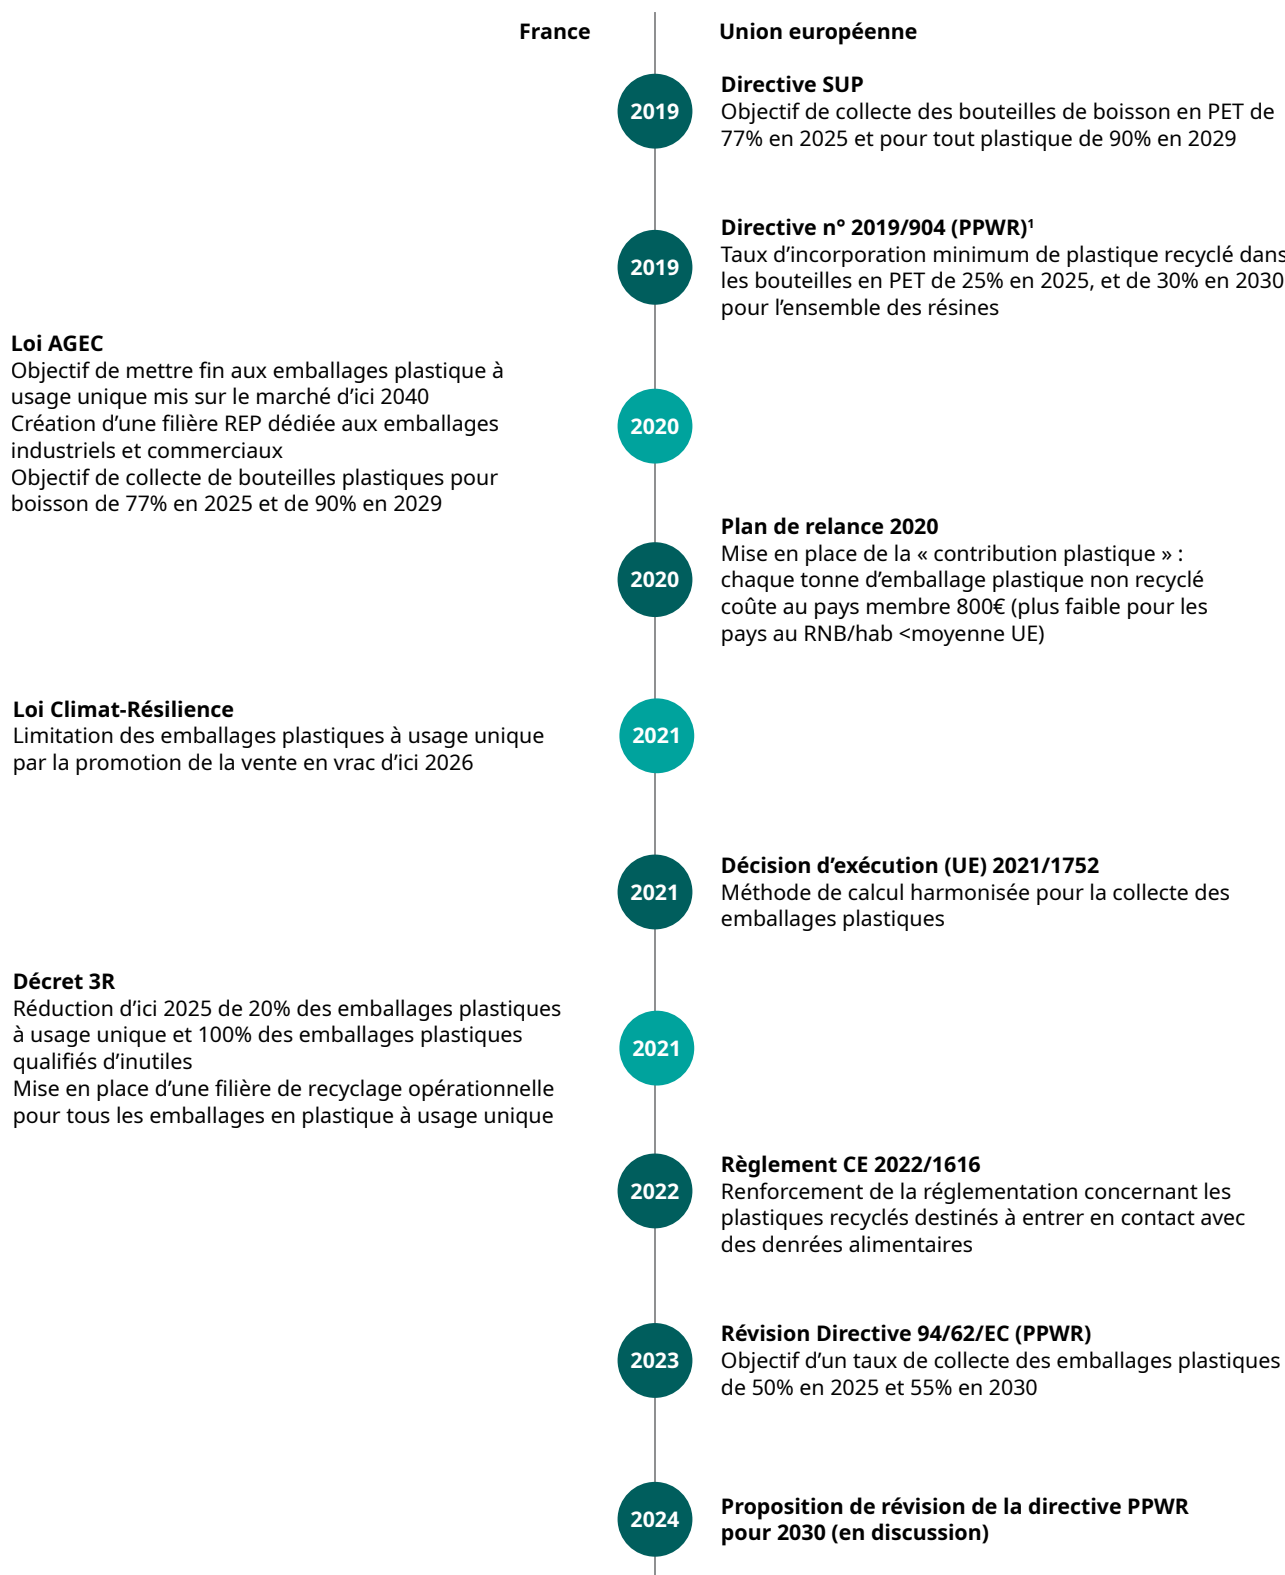 France
Union européenne
2019
Directive SUP
Objectif de collecte des bouteilles de boisson en PET de
77% en 2025 et pour tout plastique de 90% en 2029
2019
Directive n° 2019/904 (PPWR)¹
Taux d’incorporation minimum de plastique recyclé dans
les bouteilles en PET de 25% en 2025, et de 30% en 2030
pour l’ensemble des résines
Loi AGEC
Objectif de mettre fin aux emballages plastique à
usage unique mis sur le marché d’ici 2040
Création d’une filière REP dédiée aux emballages
industriels et commerciaux
Objectif de collecte de bouteilles plastiques pour
boisson de 77% en 2025 et de 90% en 2029
2020
2020
Plan de relance 2020
Mise en place de la « contribution plastique » :
chaque tonne d’emballage plastique non recyclé
coûte au pays membre 800€ (plus faible pour les
pays au RNB/hab <moyenne UE)
Loi Climat-Résilience
Limitation des emballages plastiques à usage unique
par la promotion de la vente en vrac d’ici 2026
2021
2021
Décision d’exécution (UE) 2021/1752
Méthode de calcul harmonisée pour la collecte des
emballages plastiques
Décret 3R
Réduction d’ici 2025 de 20% des emballages plastiques
à usage unique et 100% des emballages plastiques
qualifiés d’inutiles
Mise en place d’une filière de recyclage opérationnelle
pour tous les emballages en plastique à usage unique
2021
2022
Règlement CE 2022/1616
Renforcement de la réglementation concernant les
plastiques recyclés destinés à entrer en contact avec
des denrées alimentaires
2023
Révision Directive 94/62/EC (PPWR)
Objectif d’un taux de collecte des emballages plastiques
de 50% en 2025 et 55% en 2030
2024
Proposition de révision de la directive PPWR
pour 2030 (en discussion)